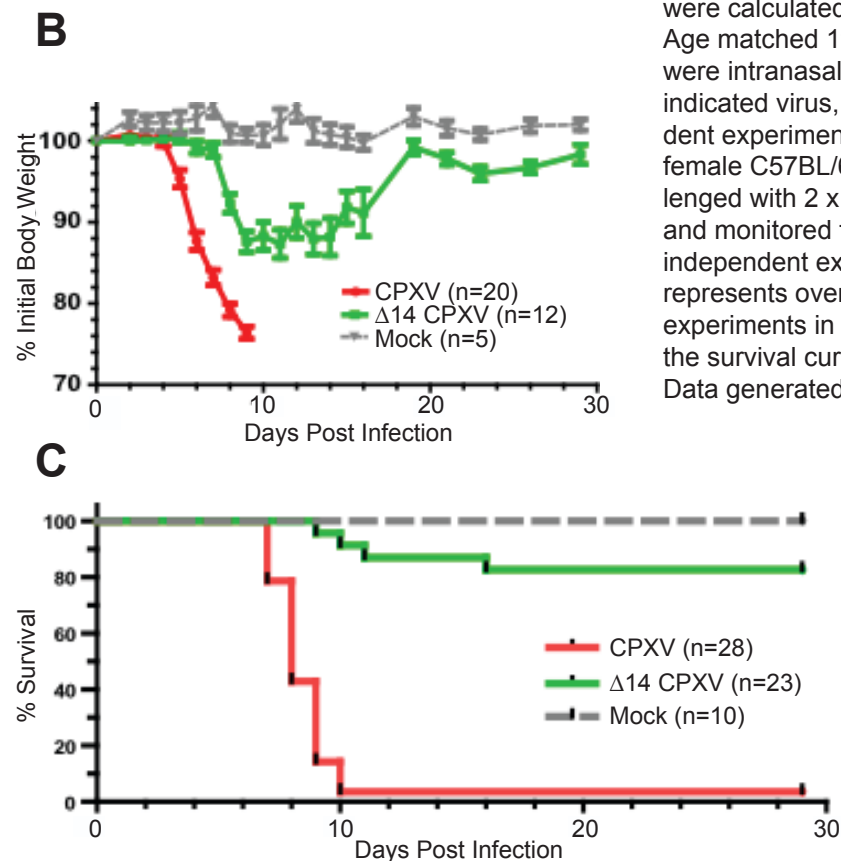 B
% Initial Body Weight
100
90
80
70
0
10
20
30
CPXV (n=20)
Δ14 CPXV (n=12)
Mock (n=5)
Days Post Infection
C
% Survival
100
80
60
40
20
0
0
10
20
30
CPXV (n=28)
Δ14 CPXV (n=23)
Mock (n=10)
Days Post Infection
were calculated
Age matched 1
were intranasal
indicated virus,
dent experimen
female C57BL/6
lenged with 2 x
and monitored
independent ex
represents over
experiments in
the survival cur
Data generated